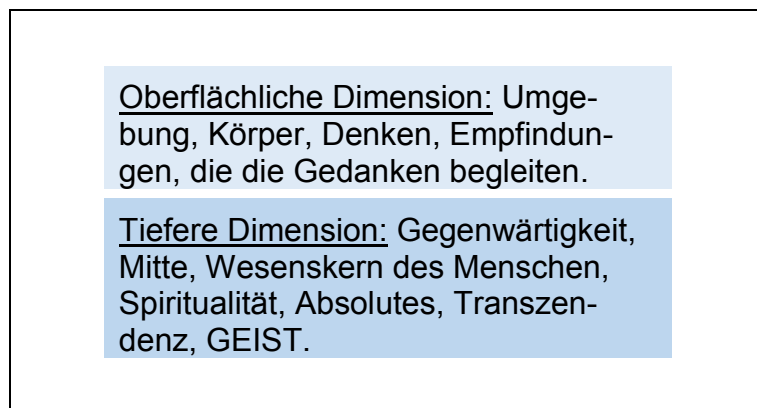 Oberflächliche Dimension: Umge-
bung, Körper, Denken, Empfindun-
gen, die die Gedanken begleiten.
Tiefere Dimension: Gegenwärtigkeit,
Mitte, Wesenskern des Menschen,
Spiritualität, Absolutes, Transzen-
denz, GEIST.